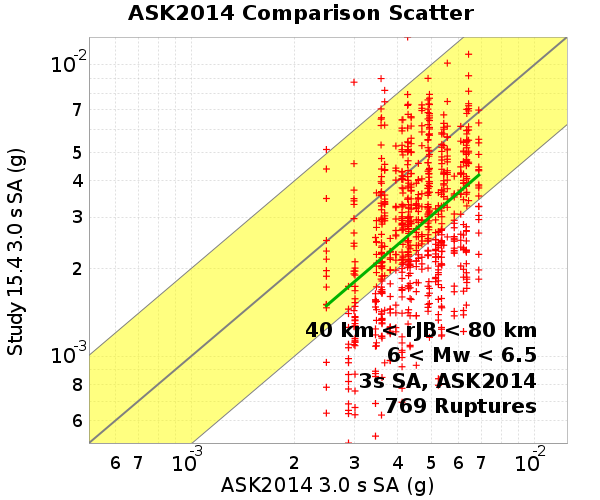 ASK2014 Comparison Scatter
Study 15.4 3.0 s SA (g)
10-2
7
5
4
3
2
10-3
8
6
40 km < rJB < 80 km
6 < Mw < 6.5
3s SA, ASK2014
769 Ruptures
6 7 10-3 2 3 4 5 6 7 10-2
ASK2014 3.0 s SA (g)